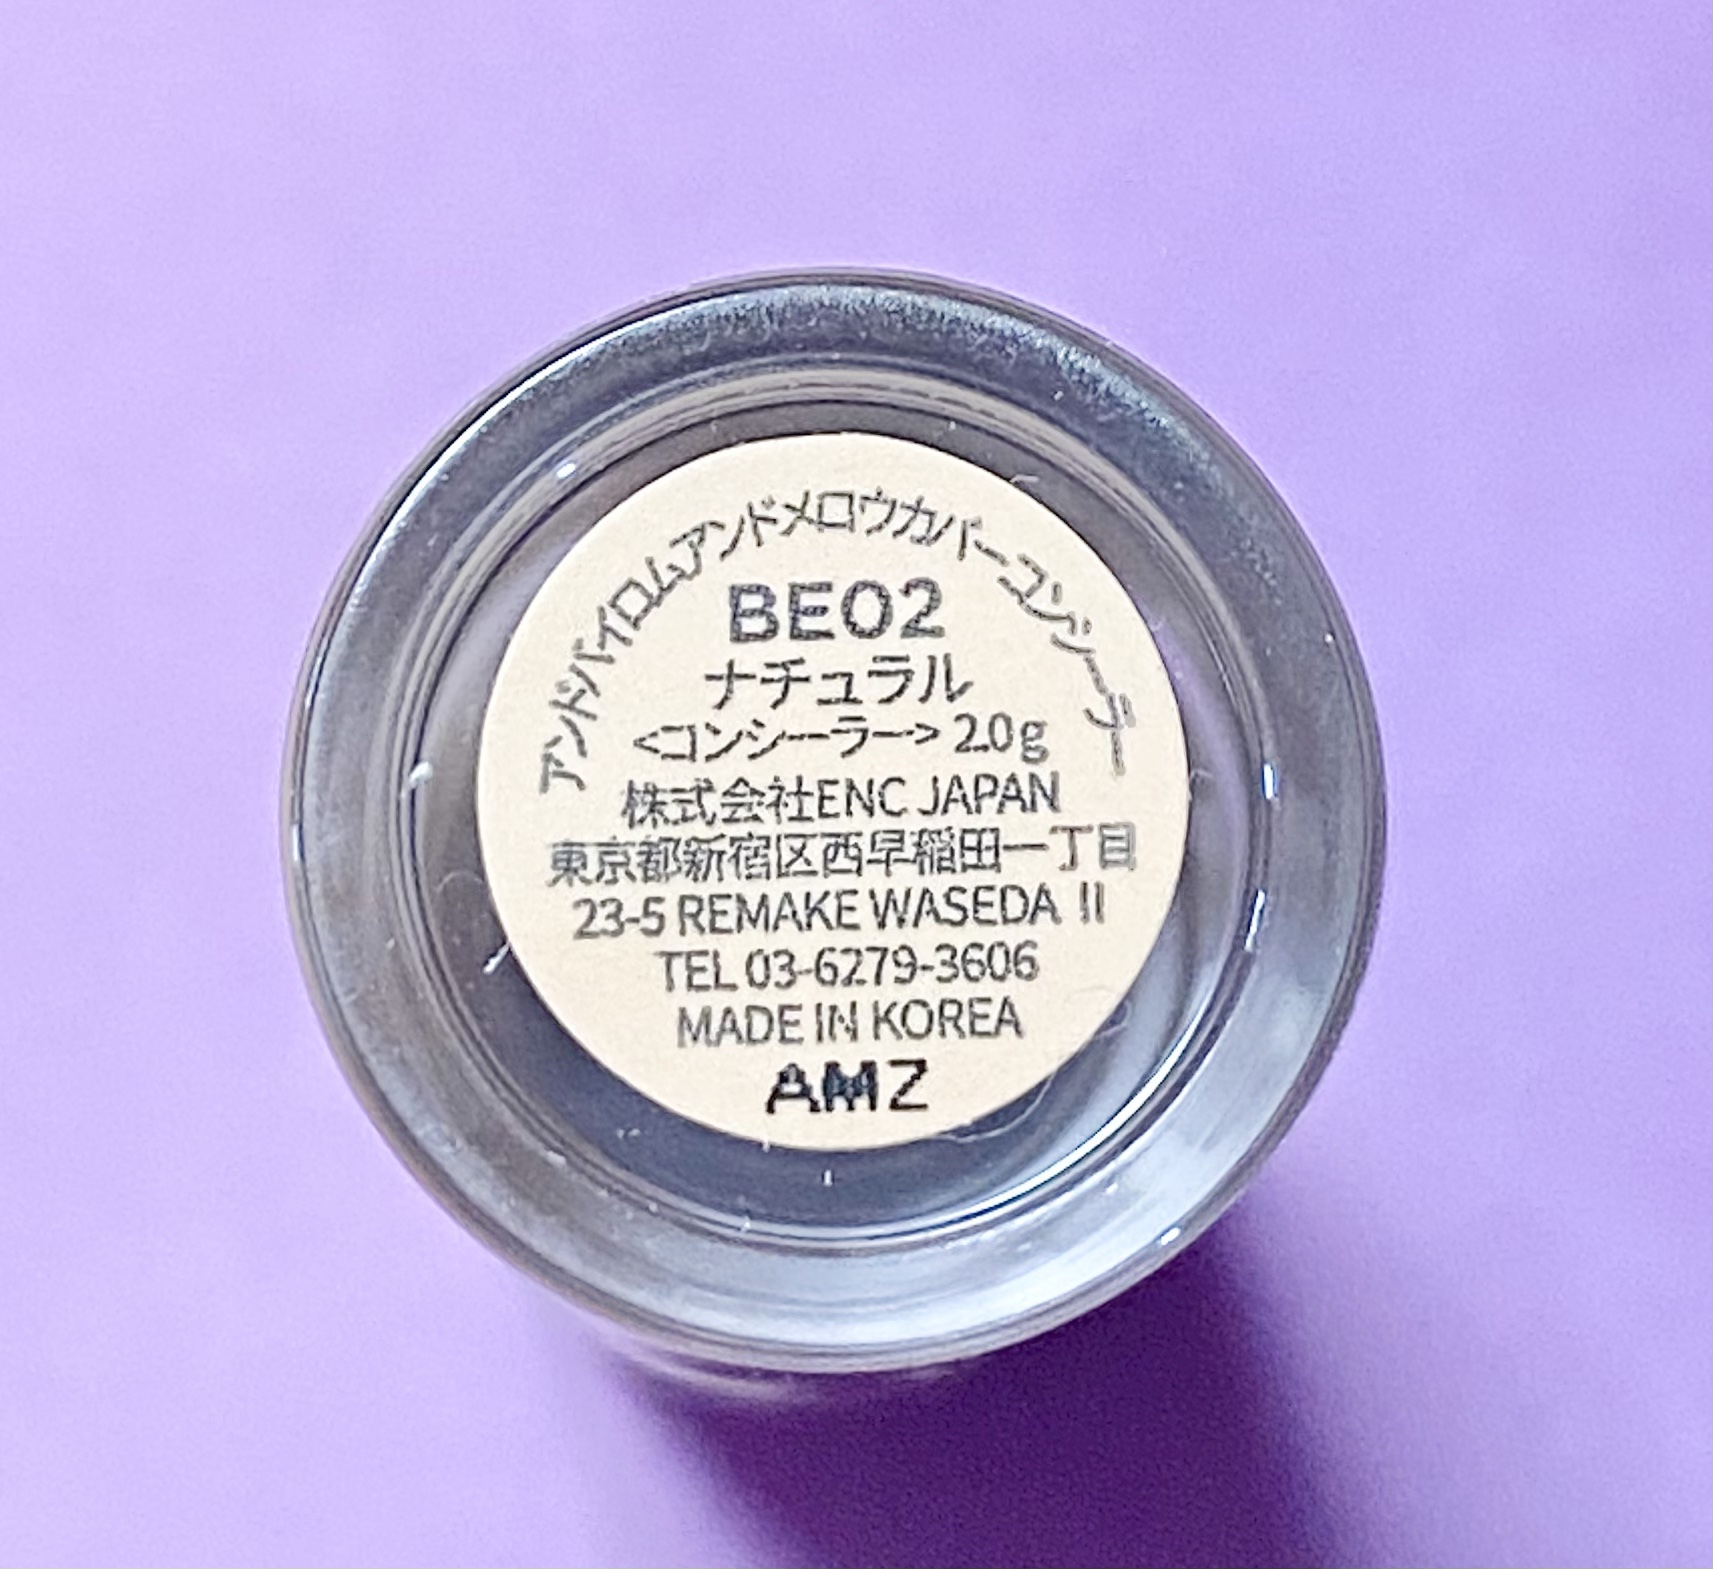 アンドバイロムアンドメロウカバーコンシーラー
BE02
ナチュラル
<コンシーラー> 2.0g
株式会社ENC JAPAN
東京都新宿区西早稲田一丁目
23-5 REMAKE WASEDA II
TEL 03-6279-3606
MADE IN KOREA
AMZ